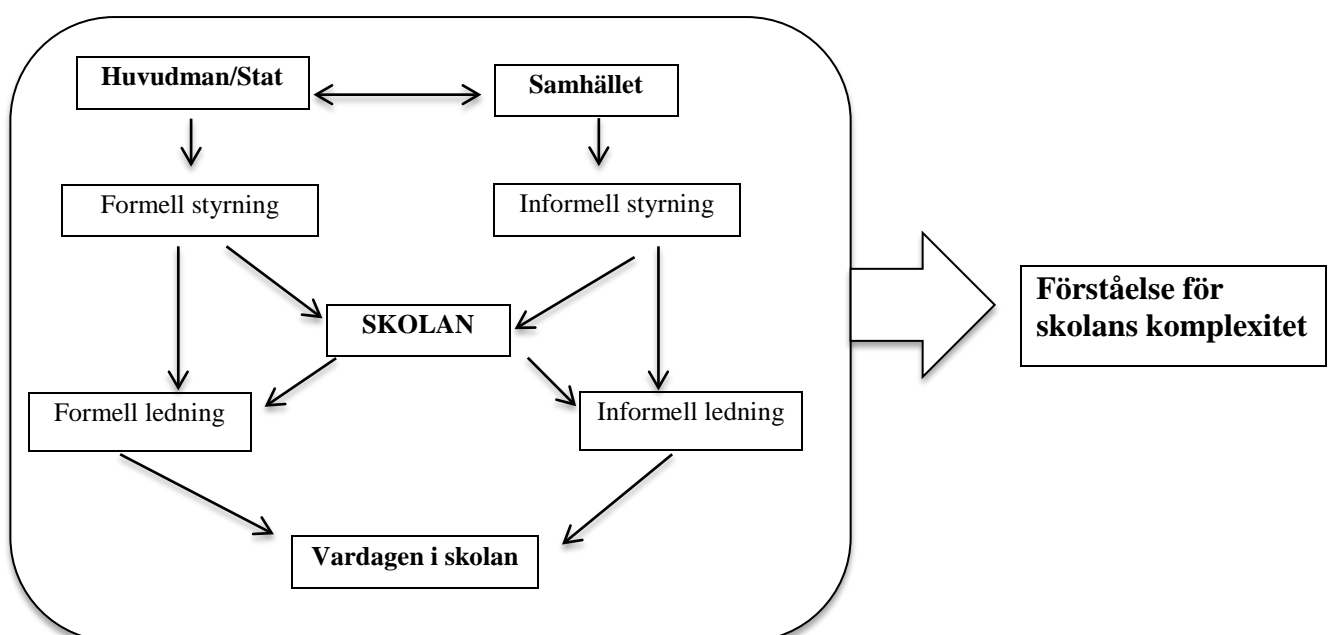 Huvudman/Stat
Samhället
Formell styrning
Informell styrning
SKOLAN
Förståelse för
skolans komplexitet
Formell ledning
Informell ledning
Vardagen i skolan